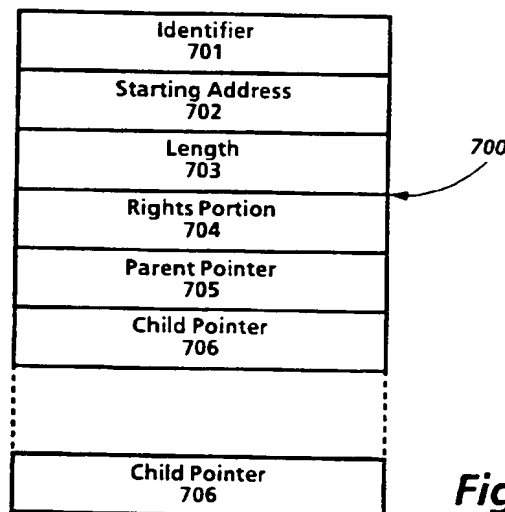 Identifier
701
Starting Address
702
Length
703
700
Rights Portion
704
Parent Pointer
705
Child Pointer
706
Child Pointer
706
Fig